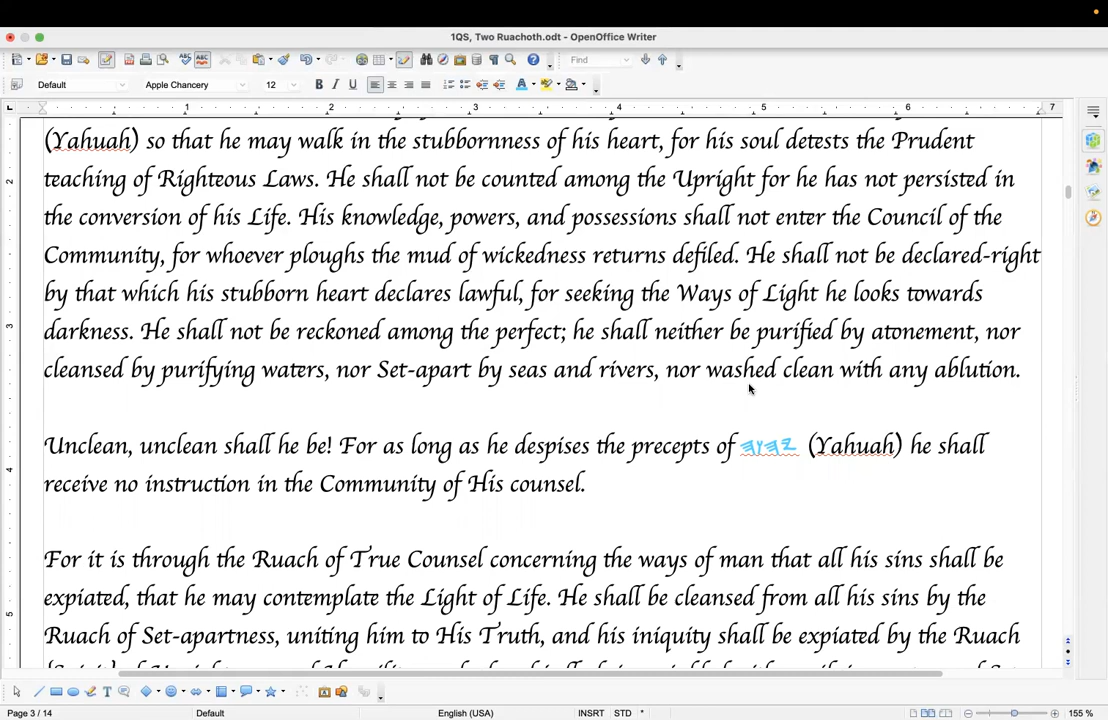 1QS, Two Ruachoth.odt - OpenOffice Writer
Find
Default Apple Chancery 12 B I U
1 2 3 4 5 6 7
(Yahuah) so that he may walk in the stubbornness of his heart, for his soul detests the Prudent
teaching of Righteous Laws. He shall not be counted among the Upright for he has not persisted in
the conversion of his Life. His knowledge, powers, and possessions shall not enter the Council of the
Community, for whoever ploughs the mud of wickedness returns defiled. He shall not be declared-right
by that which his stubborn heart declares lawful, for seeking the Ways of Light he looks towards
darkness. He shall not be reckoned among the perfect; he shall neither be purified by atonement, nor
cleansed by purifying waters, nor Set-apart by seas and rivers, nor washed clean with any ablution.
Unclean, unclean shall he be! For as long as he despises the precepts of 𐤉𐤄𐤅𐤄 (Yahuah) he shall
receive no instruction in the Community of His counsel.
For it is through the Ruach of True Counsel concerning the ways of man that all his sins shall be
expiated, that he may contemplate the Light of Life. He shall be cleansed from all his sins by the
Ruach of Set-apartness, uniting him to His Truth, and his iniquity shall be expiated by the Ruach
Page 3 / 14 Default English (USA) INSRT STD * 155 %